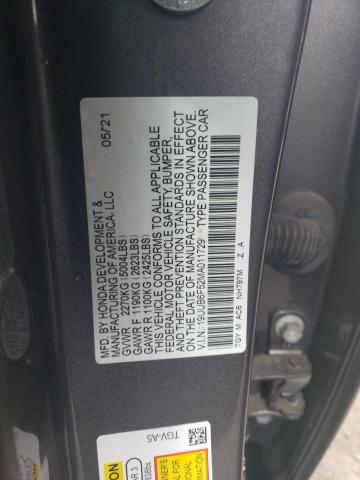 MFD. BY HONDA DEVELOPMENT &
MANUFACTURING OF AMERICA, LLC 05/21
GVWR 2270KG (5004LBS)
GAWR F 1190KG (2623LBS)
GAWR R 1100KG (2425LBS)
THIS VEHICLE CONFORMS TO ALL APPLICABLE
FEDERAL MOTOR VEHICLE SAFETY, BUMPER,
AND THEFT PREVENTION STANDARDS IN EFFECT
ON THE DATE OF MANUFACTURE SHOWN ABOVE.
V.I.N.: 19UUB6F52MA011729 TYPE: PASSENGER CAR
TGY M AC6 NH797M Z A
TGV-A5